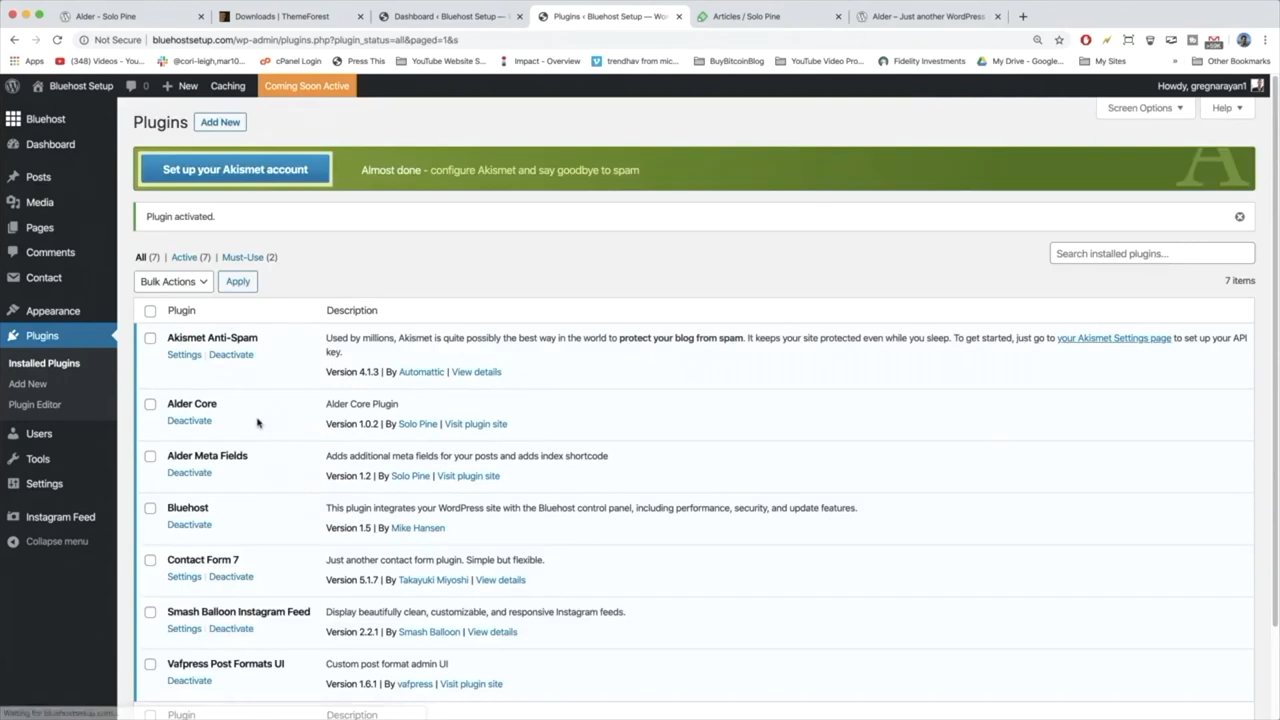 Alder - Solo Pine
Downloads | ThemeForest
Dashboard ‹ Bluehost Setup —
Plugins ‹ Bluehost Setup — Wo
Articles / Solo Pine
Alder – Just another WordPress
Not Secure | bluehostsetup.com/wp-admin/plugins.php?plugin_status=all&paged=1&s
Apps
(348) Videos - You...
@cori-leigh,mar10...
cPanel Login
Press This
YouTube Website S...
Impact - Overview
trendhav from mic...
BuyBitcoinBlog
YouTube Video Pro...
Fidelity Investments
My Drive - Google...
My Sites
»
Other Bookmarks
Bluehost Setup
0
+ New
Caching
Coming Soon Active
Howdy, gregnarayan1
Bluehost
Dashboard
Posts
Media
Pages
Comments
Contact
Appearance
Plugins
Installed Plugins
Add New
Plugin Editor
Users
Tools
Settings
Instagram Feed
Collapse menu
Screen Options
Help
Plugins
Add New
Set up your Akismet account
Almost done - configure Akismet and say goodbye to spam
A
Plugin activated.
All (7) | Active (7) | Must-Use (2)
Search installed plugins...
Bulk Actions
Apply
7 items
Plugin
Description
Akismet Anti-Spam
Settings | Deactivate
Used by millions, Akismet is quite possibly the best way in the world to protect your blog from spam. It keeps your site protected even while you sleep. To get started, just go to your Akismet Settings page to set up your API
key.
Version 4.1.3 | By Automattic | View details
Alder Core
Deactivate
Alder Core Plugin
Version 1.0.2 | By Solo Pine | Visit plugin site
Alder Meta Fields
Deactivate
Adds additional meta fields for your posts and adds index shortcode
Version 1.2 | By Solo Pine | Visit plugin site
Bluehost
Deactivate
This plugin integrates your WordPress site with the Bluehost control panel, including performance, security, and update features.
Version 1.5 | By Mike Hansen
Contact Form 7
Settings | Deactivate
Just another contact form plugin. Simple but flexible.
Version 5.1.7 | By Takayuki Miyoshi | View details
Smash Balloon Instagram Feed
Settings | Deactivate
Display beautifully clean, customizable, and responsive Instagram feeds.
Version 2.2.1 | By Smash Balloon | View details
Vafpress Post Formats UI
Deactivate
Custom post format admin UI
Version 1.6.1 | By vafpress | Visit plugin site
Plugin
Description
Waiting for bluehostsetup.com...